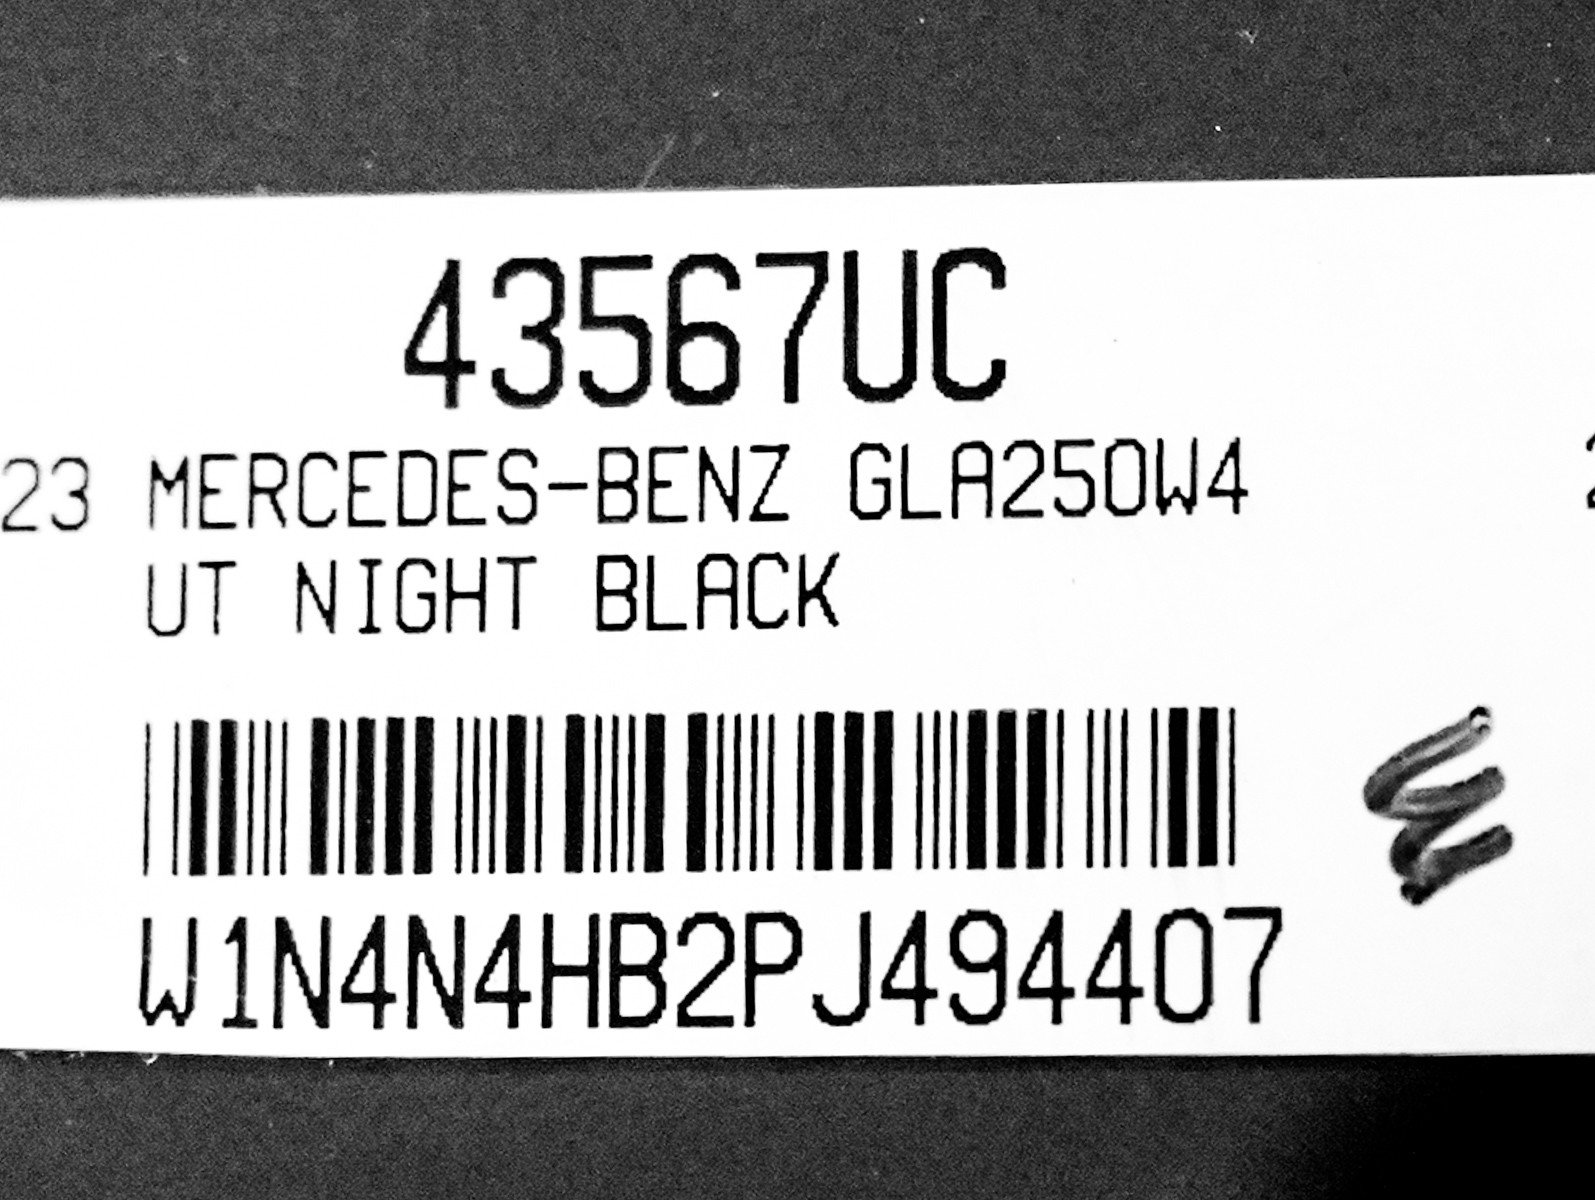 43567UC
23 MERCEDES-BENZ GLA250W4
UT NIGHT BLACK
W1N4N4HB2PJ494407